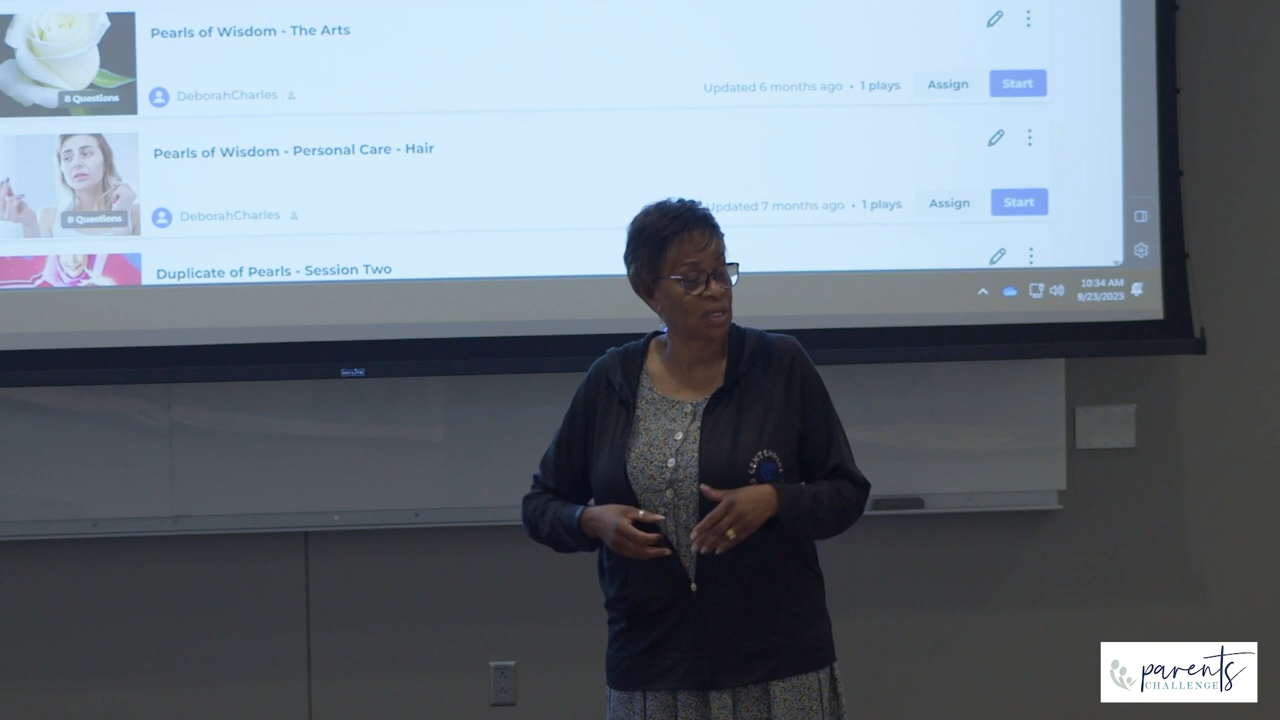 Pearls of Wisdom - The Arts
8 Questions
DeborahCharles
Updated 6 months ago • 1 plays
Assign
Start
Pearls of Wisdom - Personal Care - Hair
8 Questions
DeborahCharles
Updated 7 months ago • 1 plays
Assign
Start
Duplicate of Pearls - Session Two
10:34 AM
9/23/2023
parents
CHALLENGE